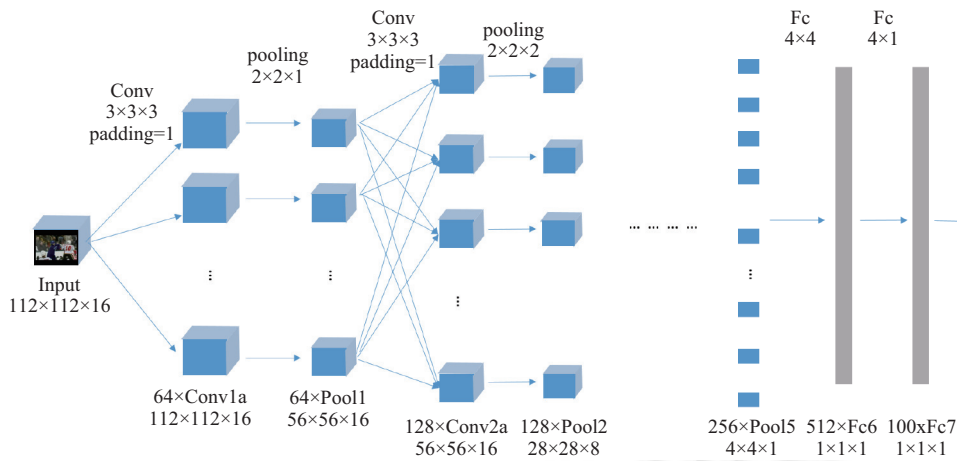 Conv
3×3×3
padding=1
pooling
2×2×1
Conv
3×3×3
padding=1
pooling
2×2×2
Fc
4×4
Fc
4×1
Input
112×112×16
64×Conv1a
112×112×16
64×Pool1
56×56×16
128×Conv2a
56×56×16
128×Pool2
28×28×8
256×Pool5
4×4×1
512×Fc6
1×1×1
100xFc7
1×1×1